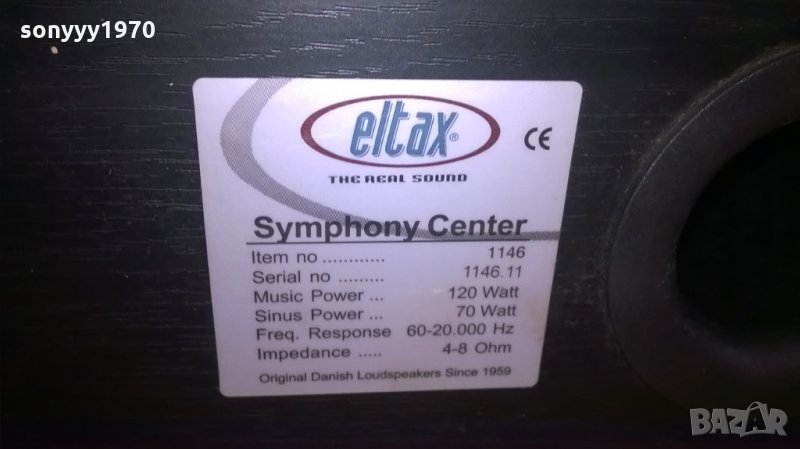 sonyyy1970
eltax®
CE
THE REAL SOUND
Symphony Center
Item no ............ 1146
Serial no ......... 1146.11
Music Power ... 120 Watt
Sinus Power ... 70 Watt
Freq. Response 60-20.000 Hz
Impedance ..... 4-8 Ohm
Original Danish Loudspeakers Since 1959
BAZAR